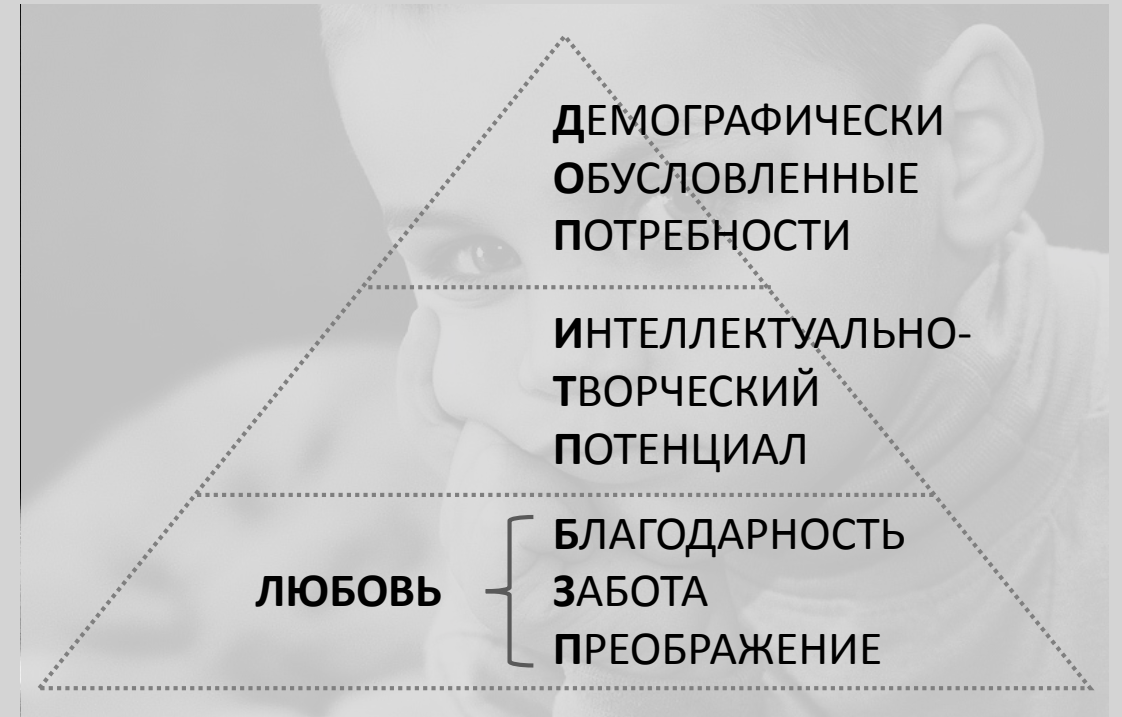 ДЕМОГРАФИЧЕСКИ
ОБУСЛОВЛЕННЫЕ
ПОТРЕБНОСТИ
ИНТЕЛЛЕКТУАЛЬНО-
ТВОРЧЕСКИЙ
ПОТЕНЦИАЛ
ЛЮБОВЬ
БЛАГОДАРНОСТЬ
ЗАБОТА
ПРЕОБРАЖЕНИЕ